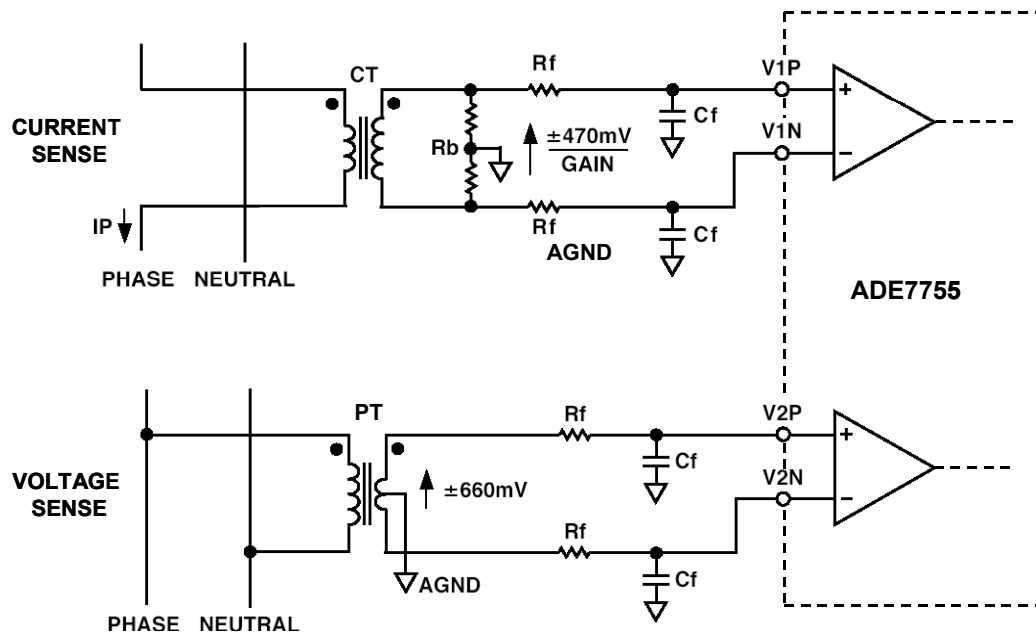 CT
Rf
V1P
+
Cf
CURRENT
SENSE
Rb
±470mV
GAIN
V1N
−
IP
Rf
AGND
Cf
PHASE NEUTRAL
ADE7755
PT
Rf
V2P
+
Cf
VOLTAGE
SENSE
±660mV
V2N
−
Rf
AGND
Cf
PHASE NEUTRAL